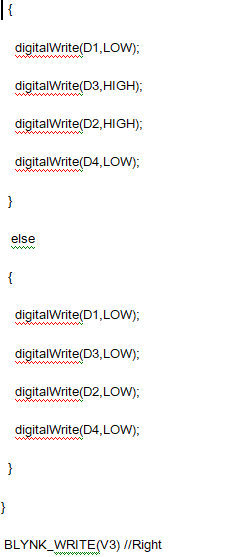 {
digitalWrite(D1,LOW);
digitalWrite(D3,HIGH);
digitalWrite(D2,HIGH);
digitalWrite(D4,LOW);
}
else
{
digitalWrite(D1,LOW);
digitalWrite(D3,LOW);
digitalWrite(D2,LOW);
digitalWrite(D4,LOW);
}
}
BLYNK_WRITE(V3) //Right